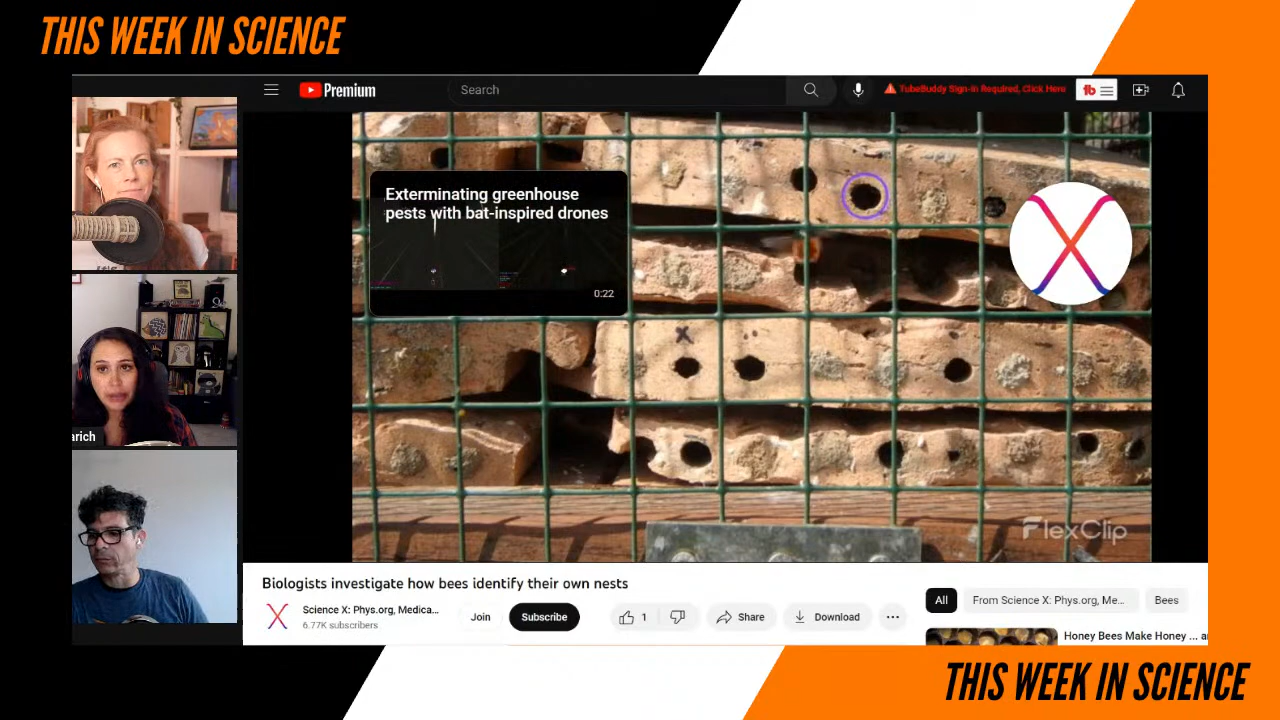 THIS WEEK IN SCIENCE
Premium
Search
TubeBuddy Sign-In Required, Click Here
tb
Exterminating greenhouse
pests with bat-inspired drones
0:22
X
X
arich
FlexClip
Biologists investigate how bees identify their own nests
Science X: Phys.org, Medica...
6.77K subscribers
Join
Subscribe
1
Share
Download
All
From Science X: Phys.org, Me...
Bees
Honey Bees Make Honey ... a
THIS WEEK IN SCIENCE